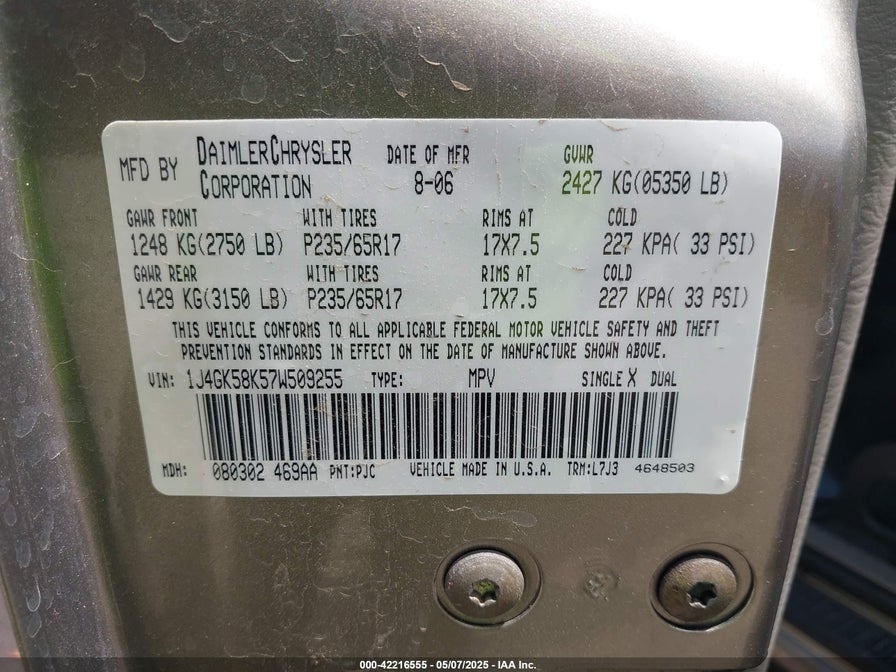 MFD BY DAIMLERCHRYSLER CORPORATION DATE OF MFR 8-06 GVWR 2427 KG(05350 LB)
GAWR FRONT WITH TIRES RIMS AT COLD
1248 KG(2750 LB) P235/65R17 17X7.5 227 KPA( 33 PSI)
GAWR REAR WITH TIRES RIMS AT COLD
1429 KG(3150 LB) P235/65R17 17X7.5 227 KPA( 33 PSI)
THIS VEHICLE CONFORMS TO ALL APPLICABLE FEDERAL MOTOR VEHICLE SAFETY AND THEFT
PREVENTION STANDARDS IN EFFECT ON THE DATE OF MANUFACTURE SHOWN ABOVE.
VIN: 1J4GK58K57W509255 TYPE: MPV SINGLE X DUAL
MDH: 080302 469AA PNT:PJC VEHICLE MADE IN U.S.A. TRM:L7J3 4648503
000-42216555 - 05/07/2025 - IAA Inc.